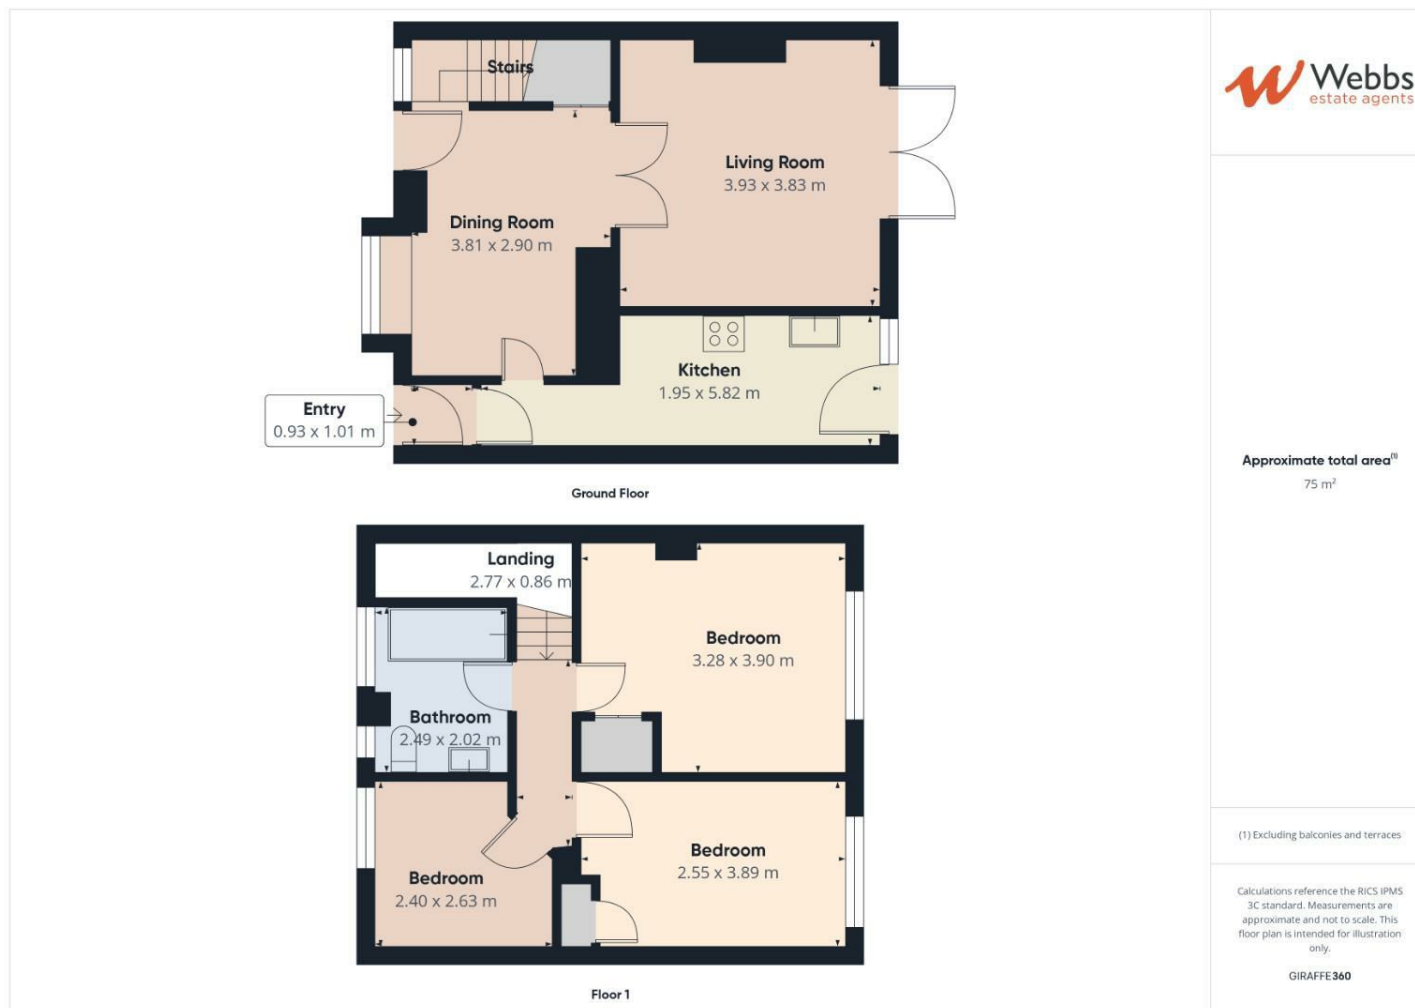 Stairs
Living Room
3.93 x 3.83 m
Dining Room
3.81 x 2.90 m
Kitchen
1.95 x 5.82 m
Entry
0.93 x 1.01 m
Ground Floor
Landing
2.77 x 0.86 m
Bedroom
3.28 x 3.90 m
Bathroom
2.49 x 2.02 m
Bedroom
2.55 x 3.89 m
Bedroom
2.40 x 2.63 m
Floor 1
Webbs
estate agents
Approximate total area⁽¹⁾
75 m²
(1) Excluding balconies and terraces
Calculations reference the RICS IPMS
3C standard. Measurements are
approximate and not to scale. This
floor plan is intended for illustration
only.
GIRAFFE360